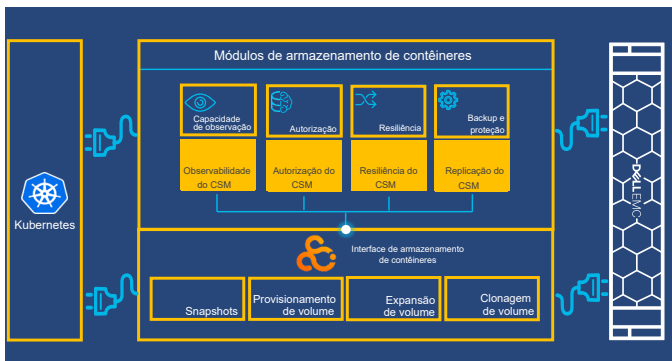 Módulos de armazenamento de contêineres
Capacidade
de observação
Autorização
Resiliência
Backup e
proteção
Observabilidade
do CSM
Autorização do
CSM
Resiliência do
CSM
Replicação do
CSM
Kubernetes
DELLEMC
Interface de armazenamento
de contêineres
Snapshots
Provisionamento
de volume
Expansão
de volume
Clonagem
de volume